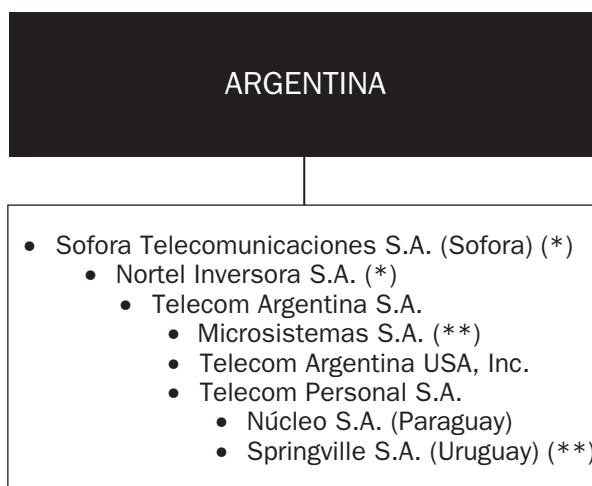 ARGENTINA
• Sofora Telecomunicaciones S.A. (Sofora) (*)
• Nortel Inversora S.A. (*)
• Telecom Argentina S.A.
• Microsistemas S.A. (**)
• Telecom Argentina USA, Inc.
• Telecom Personal S.A.
• Núcleo S.A. (Paraguay)
• Springville S.A. (Uruguay) (**)